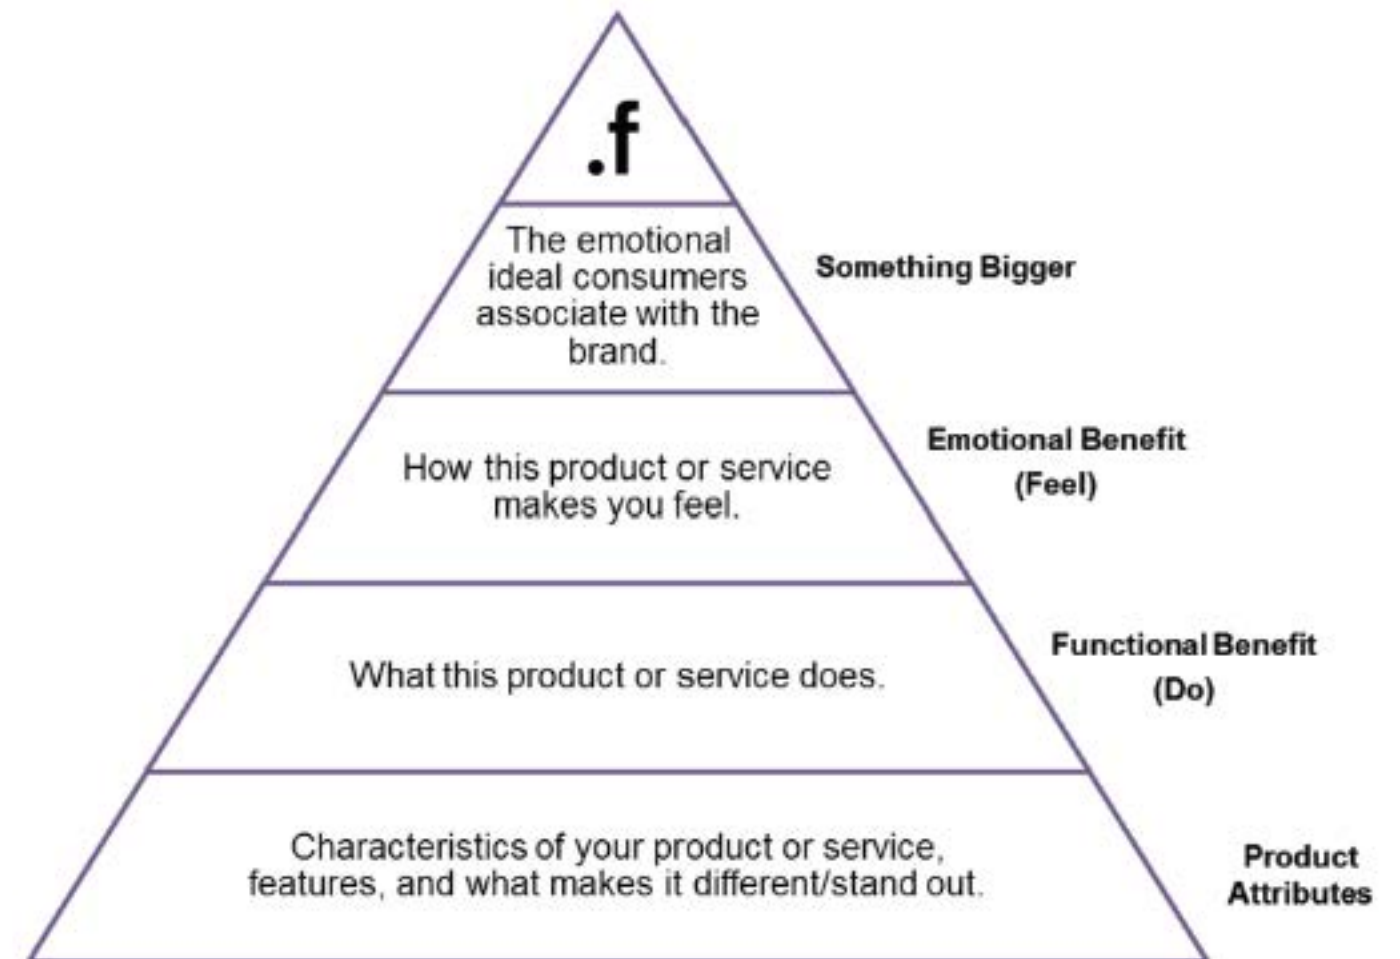 .f
The emotional
ideal consumers
associate with the
brand.
Something Bigger
How this product or service
makes you feel.
Emotional Benefit
(Feel)
What this product or service does.
Functional Benefit
(Do)
Characteristics of your product or service,
features, and what makes it different/stand out.
Product
Attributes